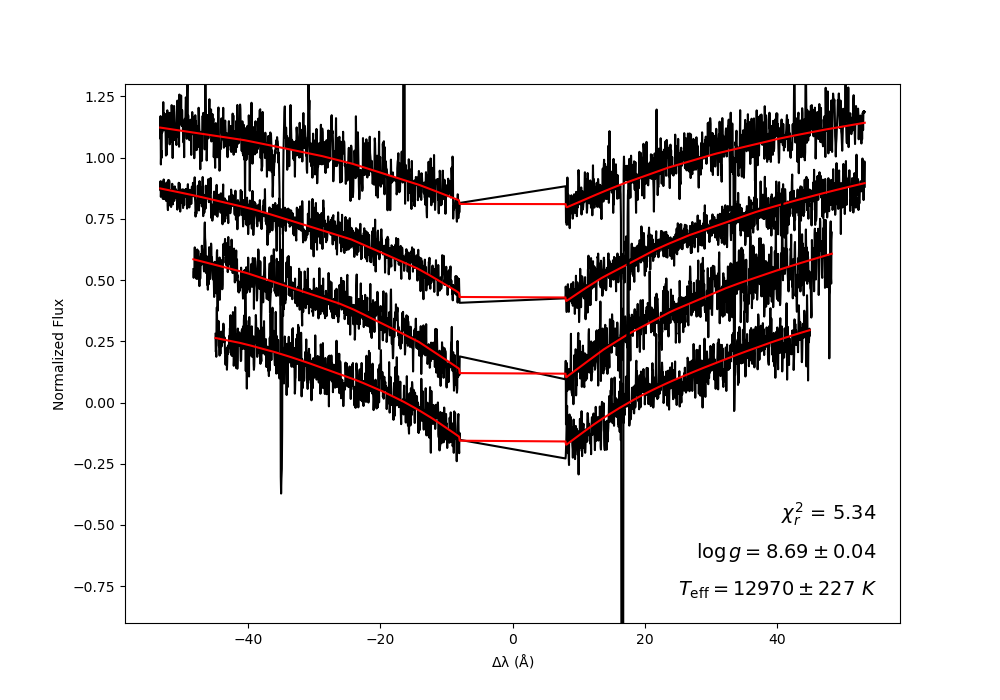 1.25
1.00
0.75
0.50
0.25
0.00
−0.25
−0.50
−0.75
Normalized Flux
−40
−20
0
20
40
Δλ (Å)
χ²ᵣ = 5.34
log g = 8.69 ± 0.04
T_eff = 12970 ± 227 K